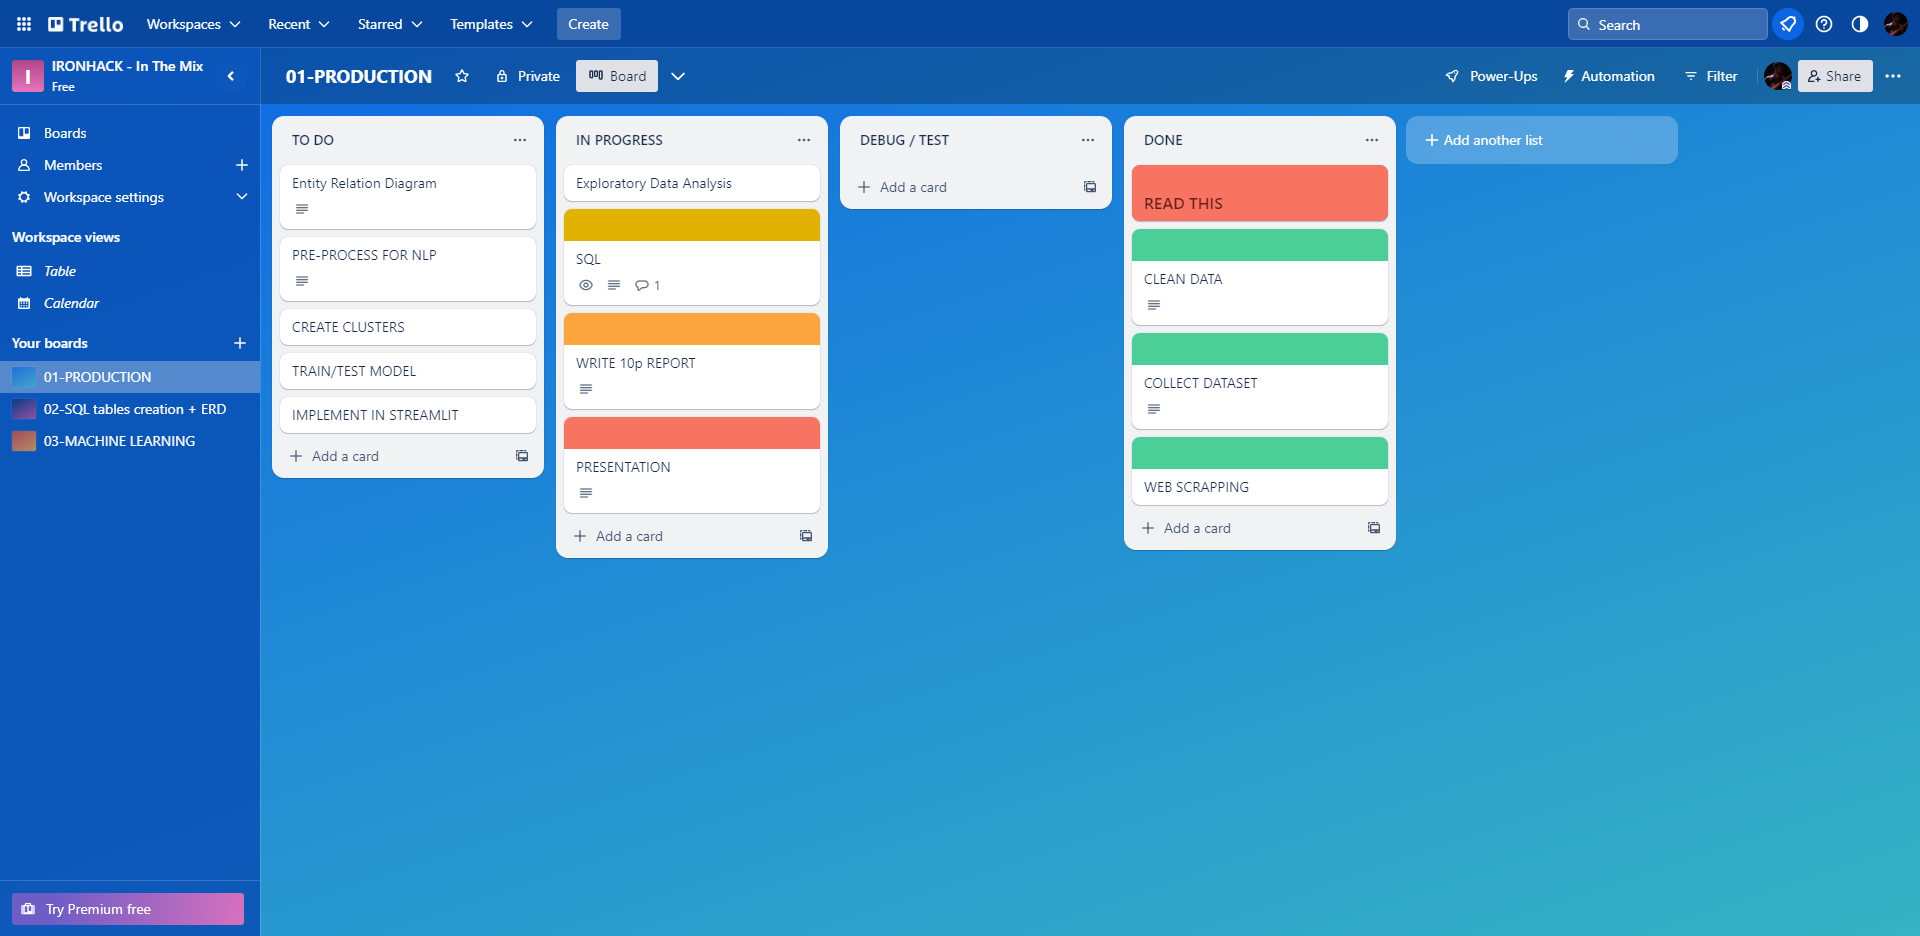 Trello Workspaces Recent Starred Templates Create Search
I IRONHACK - In The Mix
Free
01-PRODUCTION Private Board Power-Ups Automation Filter Share
Boards
Members
Workspace settings
Workspace views
Table
Calendar
Your boards
01-PRODUCTION
02-SQL tables creation + ERD
03-MACHINE LEARNING
Try Premium free
TO DO
Entity Relation Diagram
PRE-PROCESS FOR NLP
CREATE CLUSTERS
TRAIN/TEST MODEL
IMPLEMENT IN STREAMLIT
Add a card
IN PROGRESS
Exploratory Data Analysis
SQL
1
WRITE 10p REPORT
PRESENTATION
Add a card
DEBUG / TEST
Add a card
DONE
READ THIS
CLEAN DATA
COLLECT DATASET
WEB SCRAPPING
Add a card
Add another list